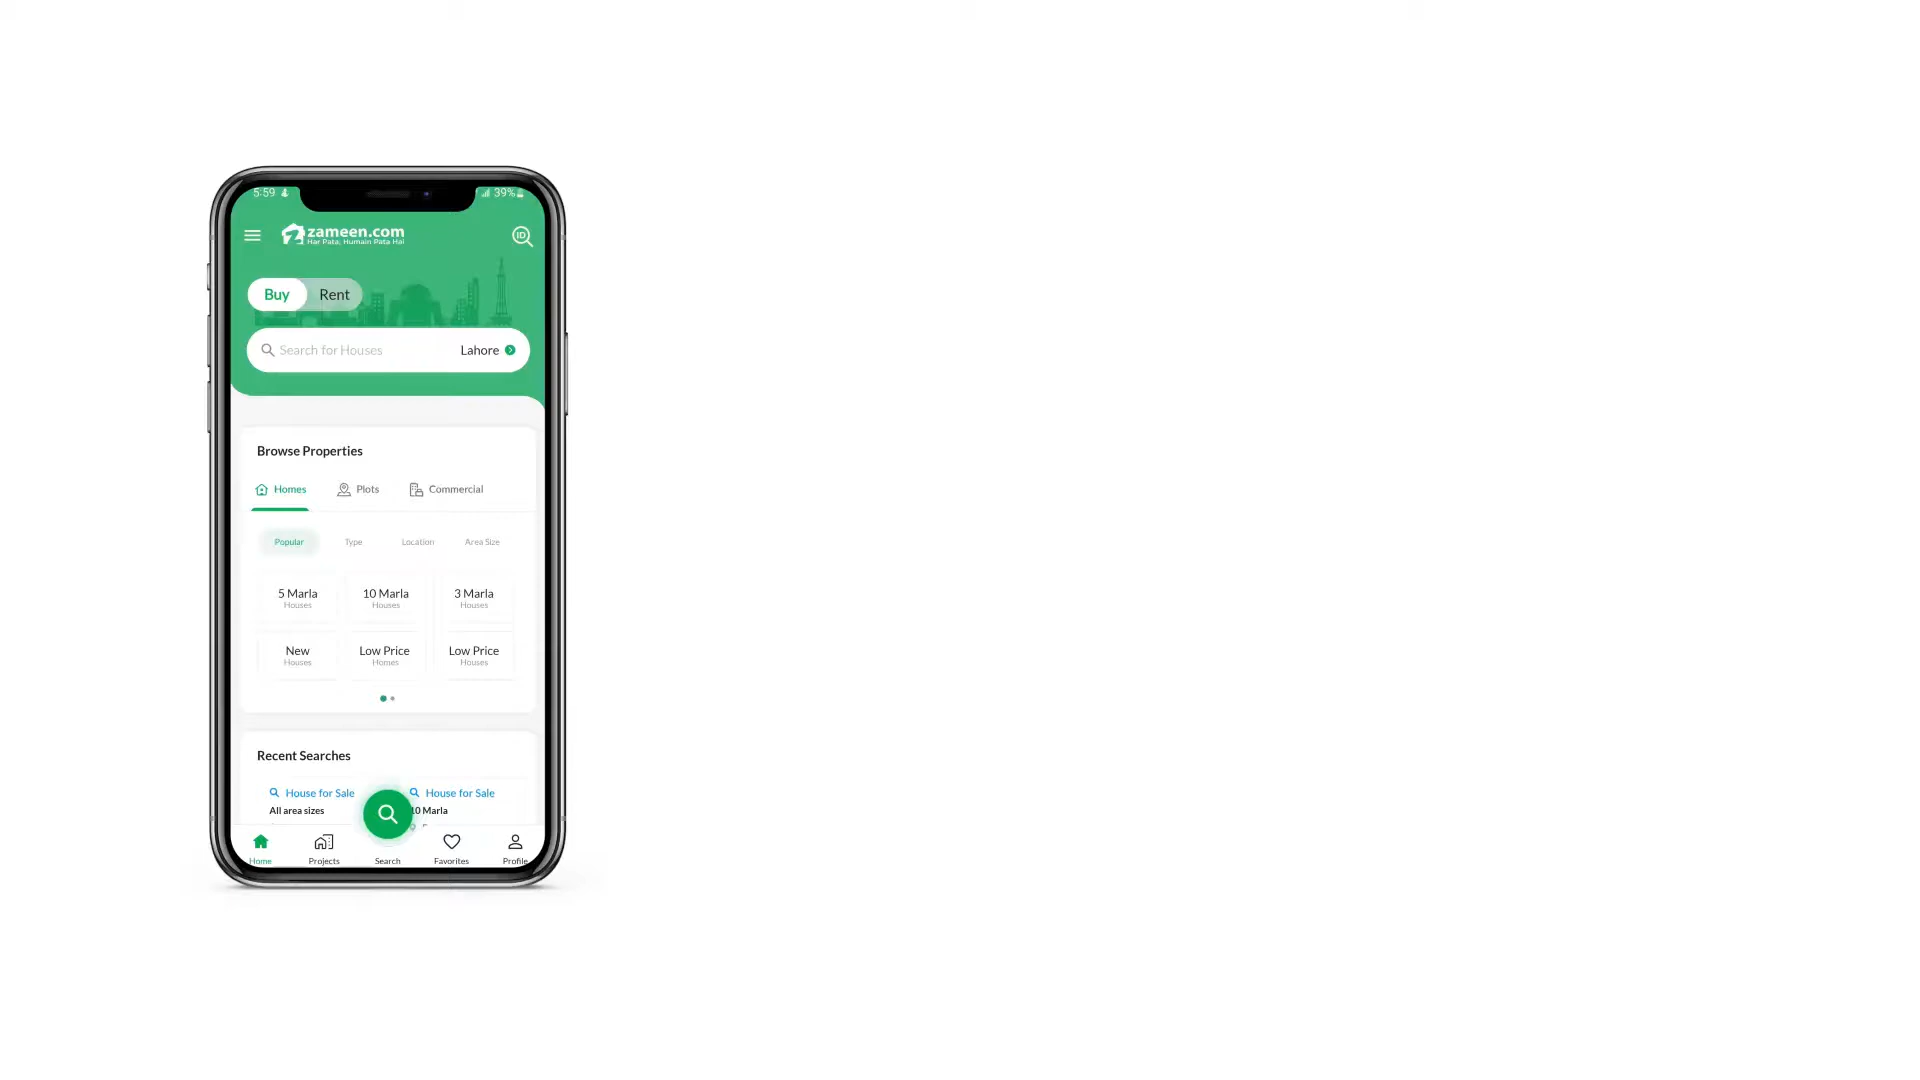 5:59 39%
zameen.com
Har Pata, Humain Pata Hai
ID
Buy Rent
Search for Houses Lahore
Browse Properties
Homes Plots Commercial
Popular Type Location Area Size
5 Marla 10 Marla 3 Marla
Houses Houses Houses
New Low Price Low Price
Houses Homes Houses
Recent Searches
House for Sale House for Sale
All area sizes 10 Marla
Home Projects Search Favorites Profile